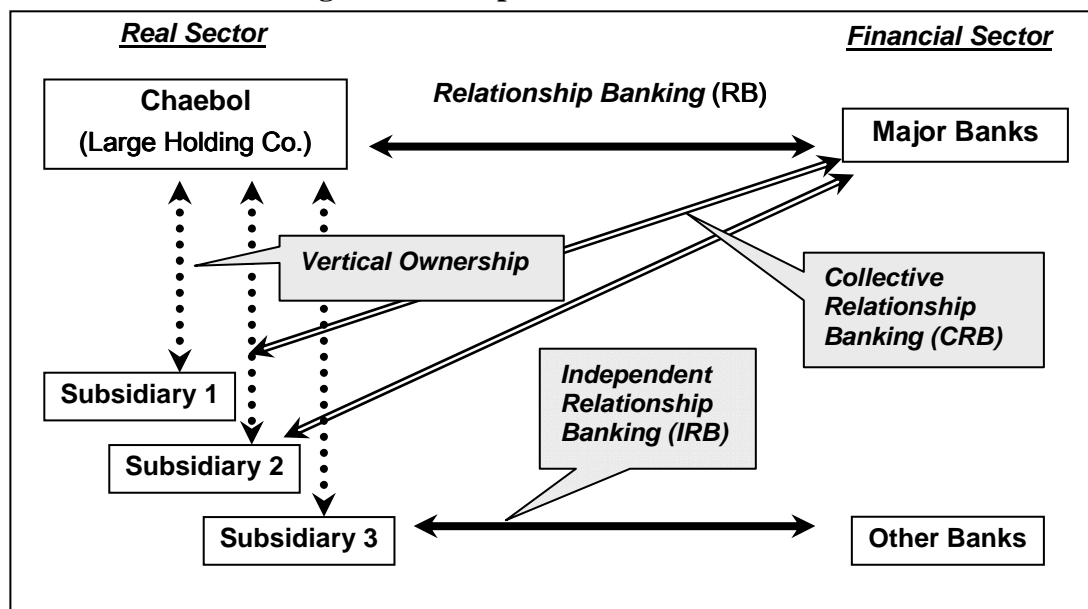 Real Sector
Financial Sector
Chaebol
(Large Holding Co.)
Relationship Banking (RB)
Major Banks
Vertical Ownership
Collective
Relationship
Banking (CRB)
Subsidiary 1
Independent
Relationship
Banking (IRB)
Subsidiary 2
Subsidiary 3
Other Banks